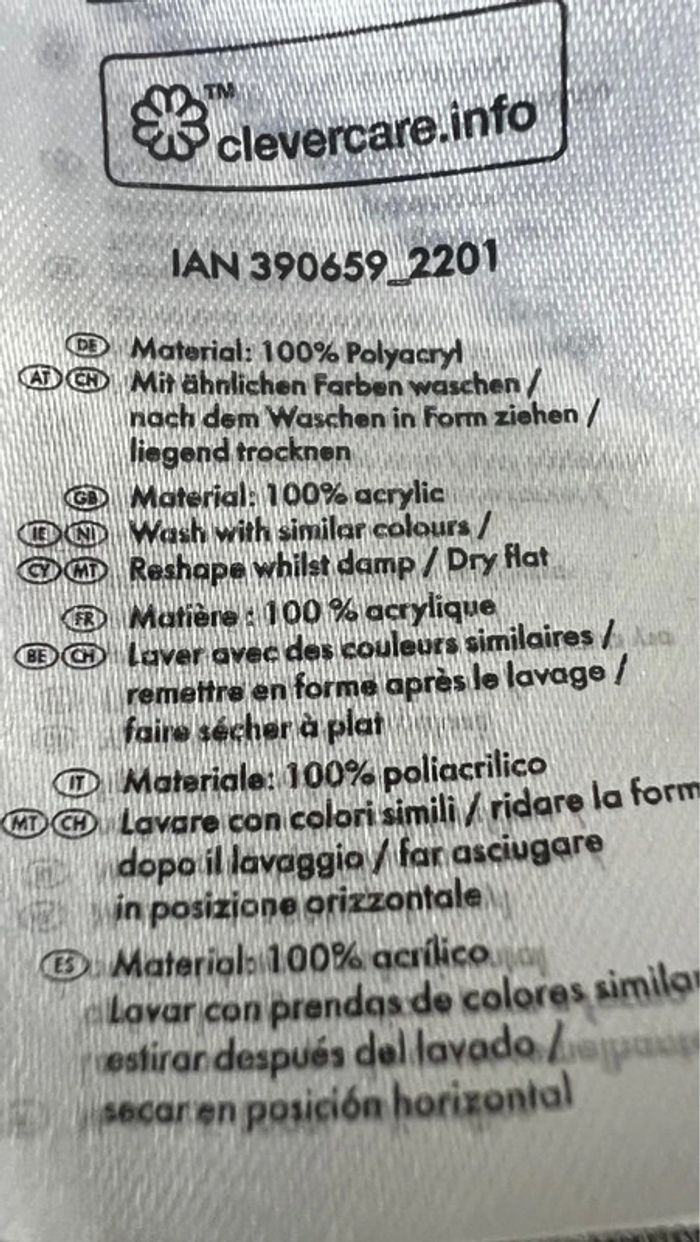 TM
clevercare.info
IAN 390659_2201
DE Material: 100% Polyacryl
AT CH Mit ähnlichen Farben waschen /
nach dem Waschen in Form ziehen /
liegend trocknen
GB Material: 100% acrylic
IE NI Wash with similar colours /
CY MT Reshape whilst damp / Dry flat
FR Matière : 100 % acrylique
BE CH Laver avec des couleurs similaires /
remettre en forme après le lavage /
faire sécher à plat
IT Materiale: 100% poliacrilico
MT CH Lavare con colori simili / ridare la form
dopo il lavaggio / far asciugare
in posizione orizzontale
ES Material: 100% acrílico
Lavar con prendas de colores similar
estirar después del lavado /
secar en posición horizontal